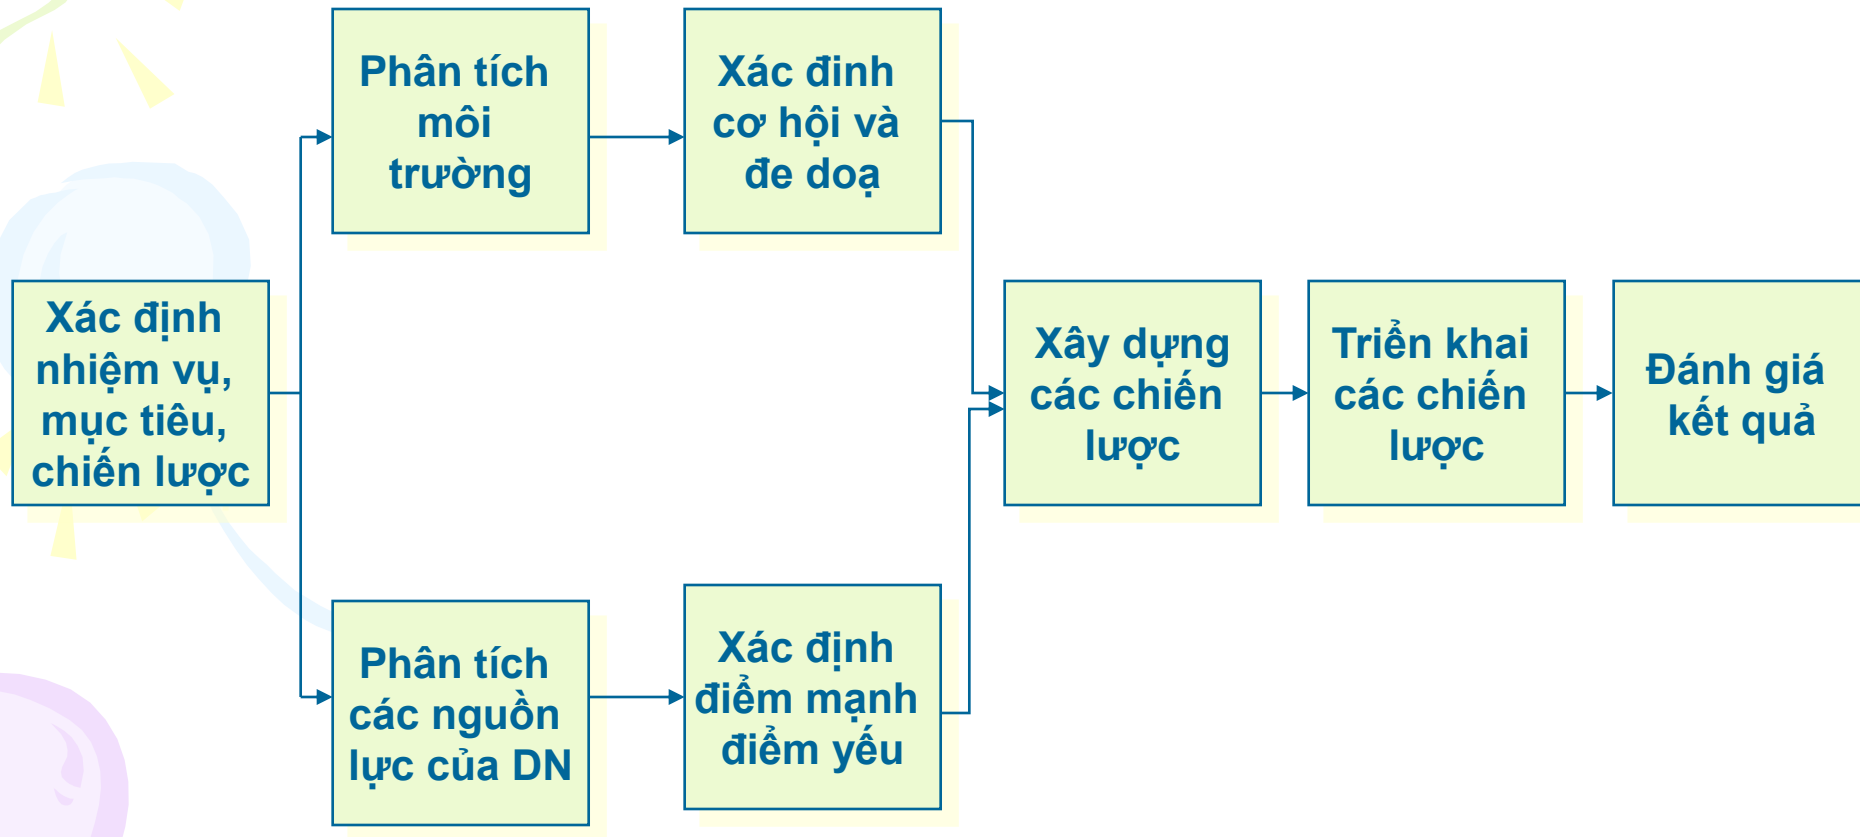 Phân tích
môi
trường
Xác đinh
cơ hội và
đe doạ
Xác định
nhiệm vụ,
mục tiêu,
chiến lược
Xây dựng
các chiến
lược
Triển khai
các chiến
lược
Đánh giá
kết quả
Phân tích
các nguồn
lực của DN
Xác định
điểm mạnh
điểm yếu